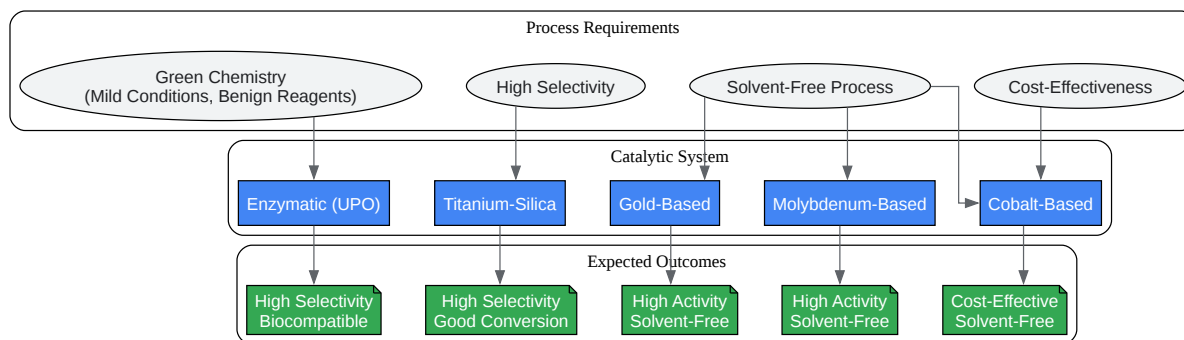 Process Requirements
Green Chemistry
(Mild Conditions, Benign Reagents)
High Selectivity
Solvent-Free Process
Cost-Effectiveness
Catalytic System
Enzymatic (UPO)
Titanium-Silica
Gold-Based
Molybdenum-Based
Cobalt-Based
Expected Outcomes
High Selectivity
Biocompatible
High Selectivity
Good Conversion
High Activity
Solvent-Free
High Activity
Solvent-Free
Cost-Effective
Solvent-Free